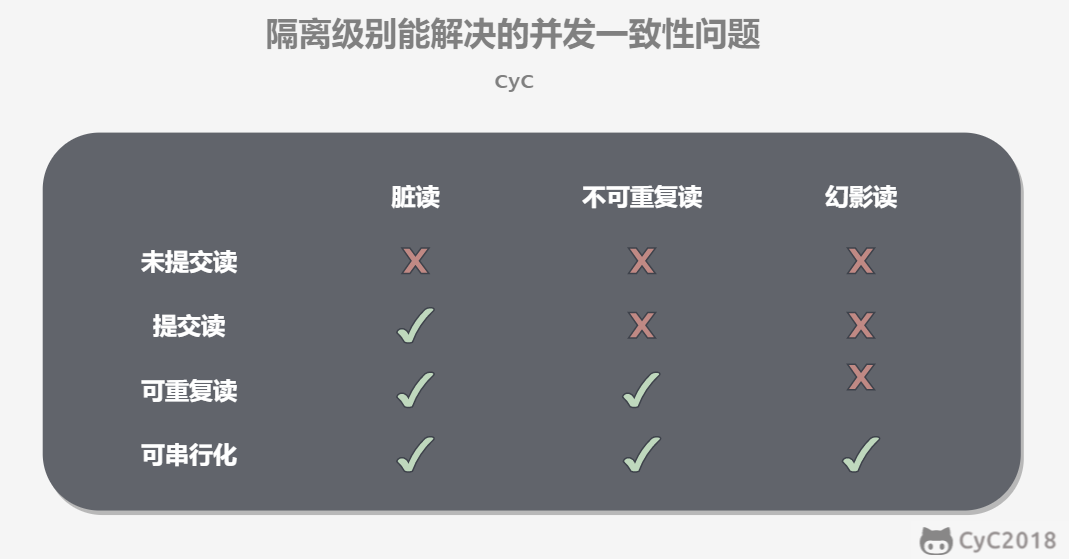 隔离级别能解决的并发一致性问题
CyC
脏读 不可重复读 幻影读
未提交读 X X X
提交读 ✓ X X
可重复读 ✓ ✓ X
可串行化 ✓ ✓ ✓
CyC2018